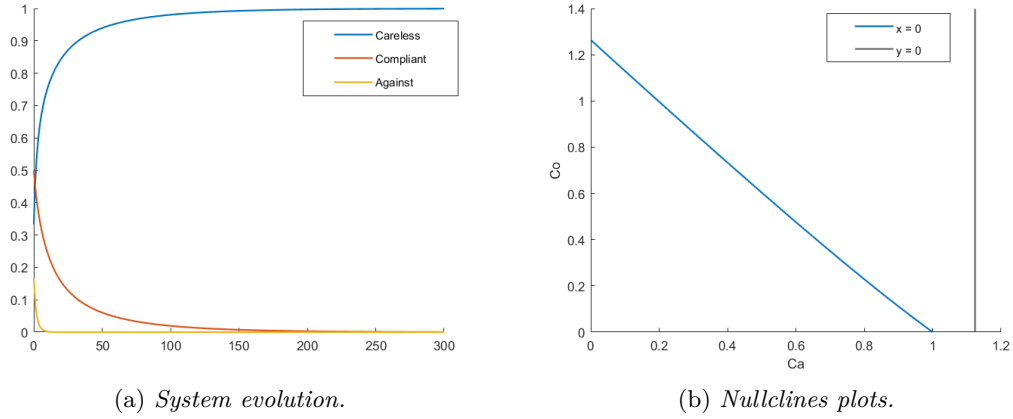 1
0.9
0.8
0.7
0.6
0.5
0.4
0.3
0.2
0.1
0
0 50 100 150 200 250 300
Careless
Compliant
Against
(a) System evolution.
1.4
1.2
1
0.8
0.6
0.4
0.2
0
0 0.2 0.4 0.6 0.8 1 1.2
Co
Ca
x = 0
y = 0
(b) Nullclines plots.